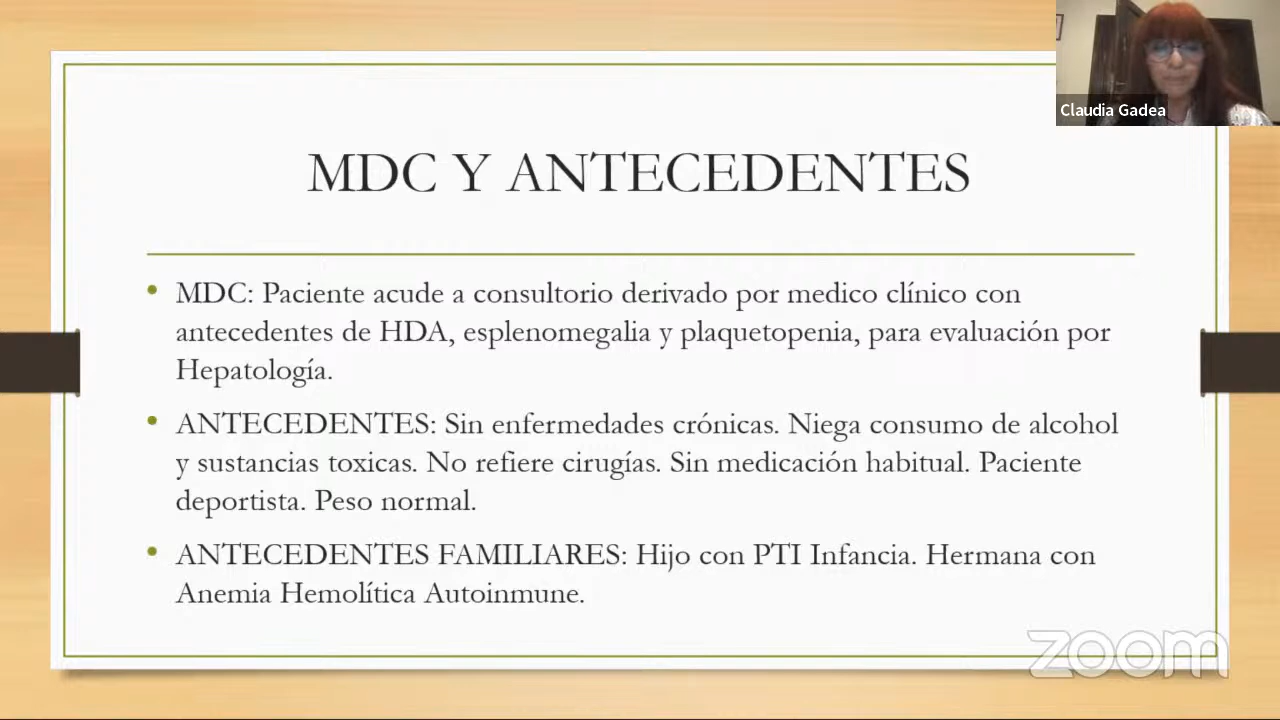 Claudia Gadea
MDC Y ANTECEDENTES
• MDC: Paciente acude a consultorio derivado por medico clínico con
antecedentes de HDA, esplenomegalia y plaquetopenia, para evaluación por
Hepatología.
• ANTECEDENTES: Sin enfermedades crónicas. Niega consumo de alcohol
y sustancias toxicas. No refiere cirugías. Sin medicación habitual. Paciente
deportista. Peso normal.
• ANTECEDENTES FAMILIARES: Hijo con PTI Infancia. Hermana con
Anemia Hemolítica Autoinmune.
zoom